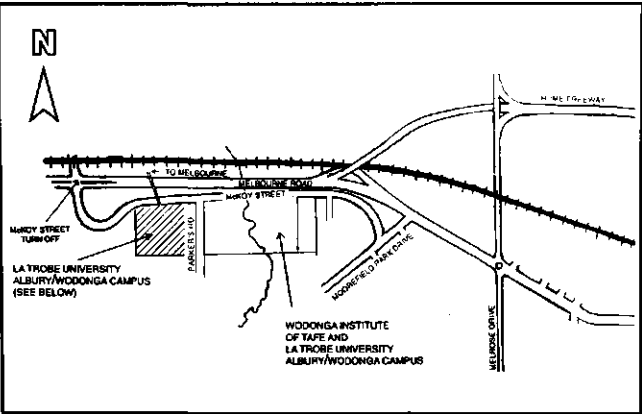 N
HUME FREEWAY
TO MELBOURNE
MELBOURNE ROAD
McKOY STREET
McKOY STREET
TURN OFF
PARKERS RD
LA TROBE UNIVERSITY
ALBURY/WODONGA CAMPUS
(SEE BELOW)
MOOREFIELD PARK DRIVE
WODONGA INSTITUTE
OF TAFE AND
LA TROBE UNIVERSITY
ALBURY/WODONGA CAMPUS
MELROSE DRIVE